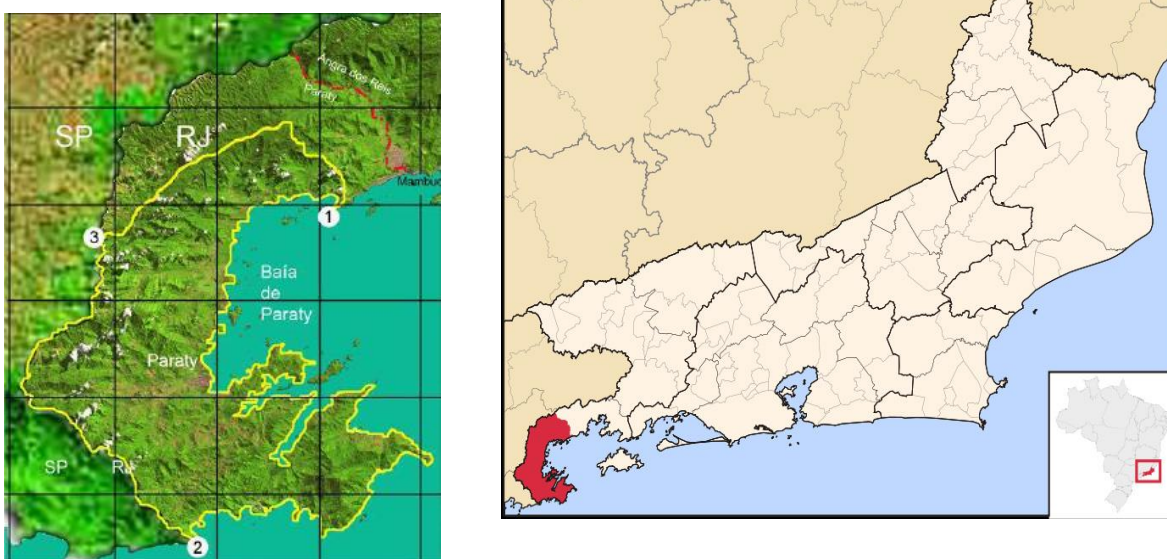 Angra dos Reis
Paraty
SP
RJ
Mambuc
1
3
Baía
de
Paraty
Paraty
SP
RJ
2